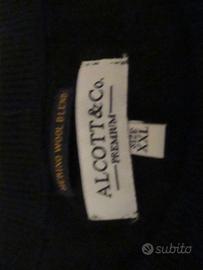 ALCOTT & Co.
PREMIUM
SIZE
XXL
MERINO WOOL BLEND
subito